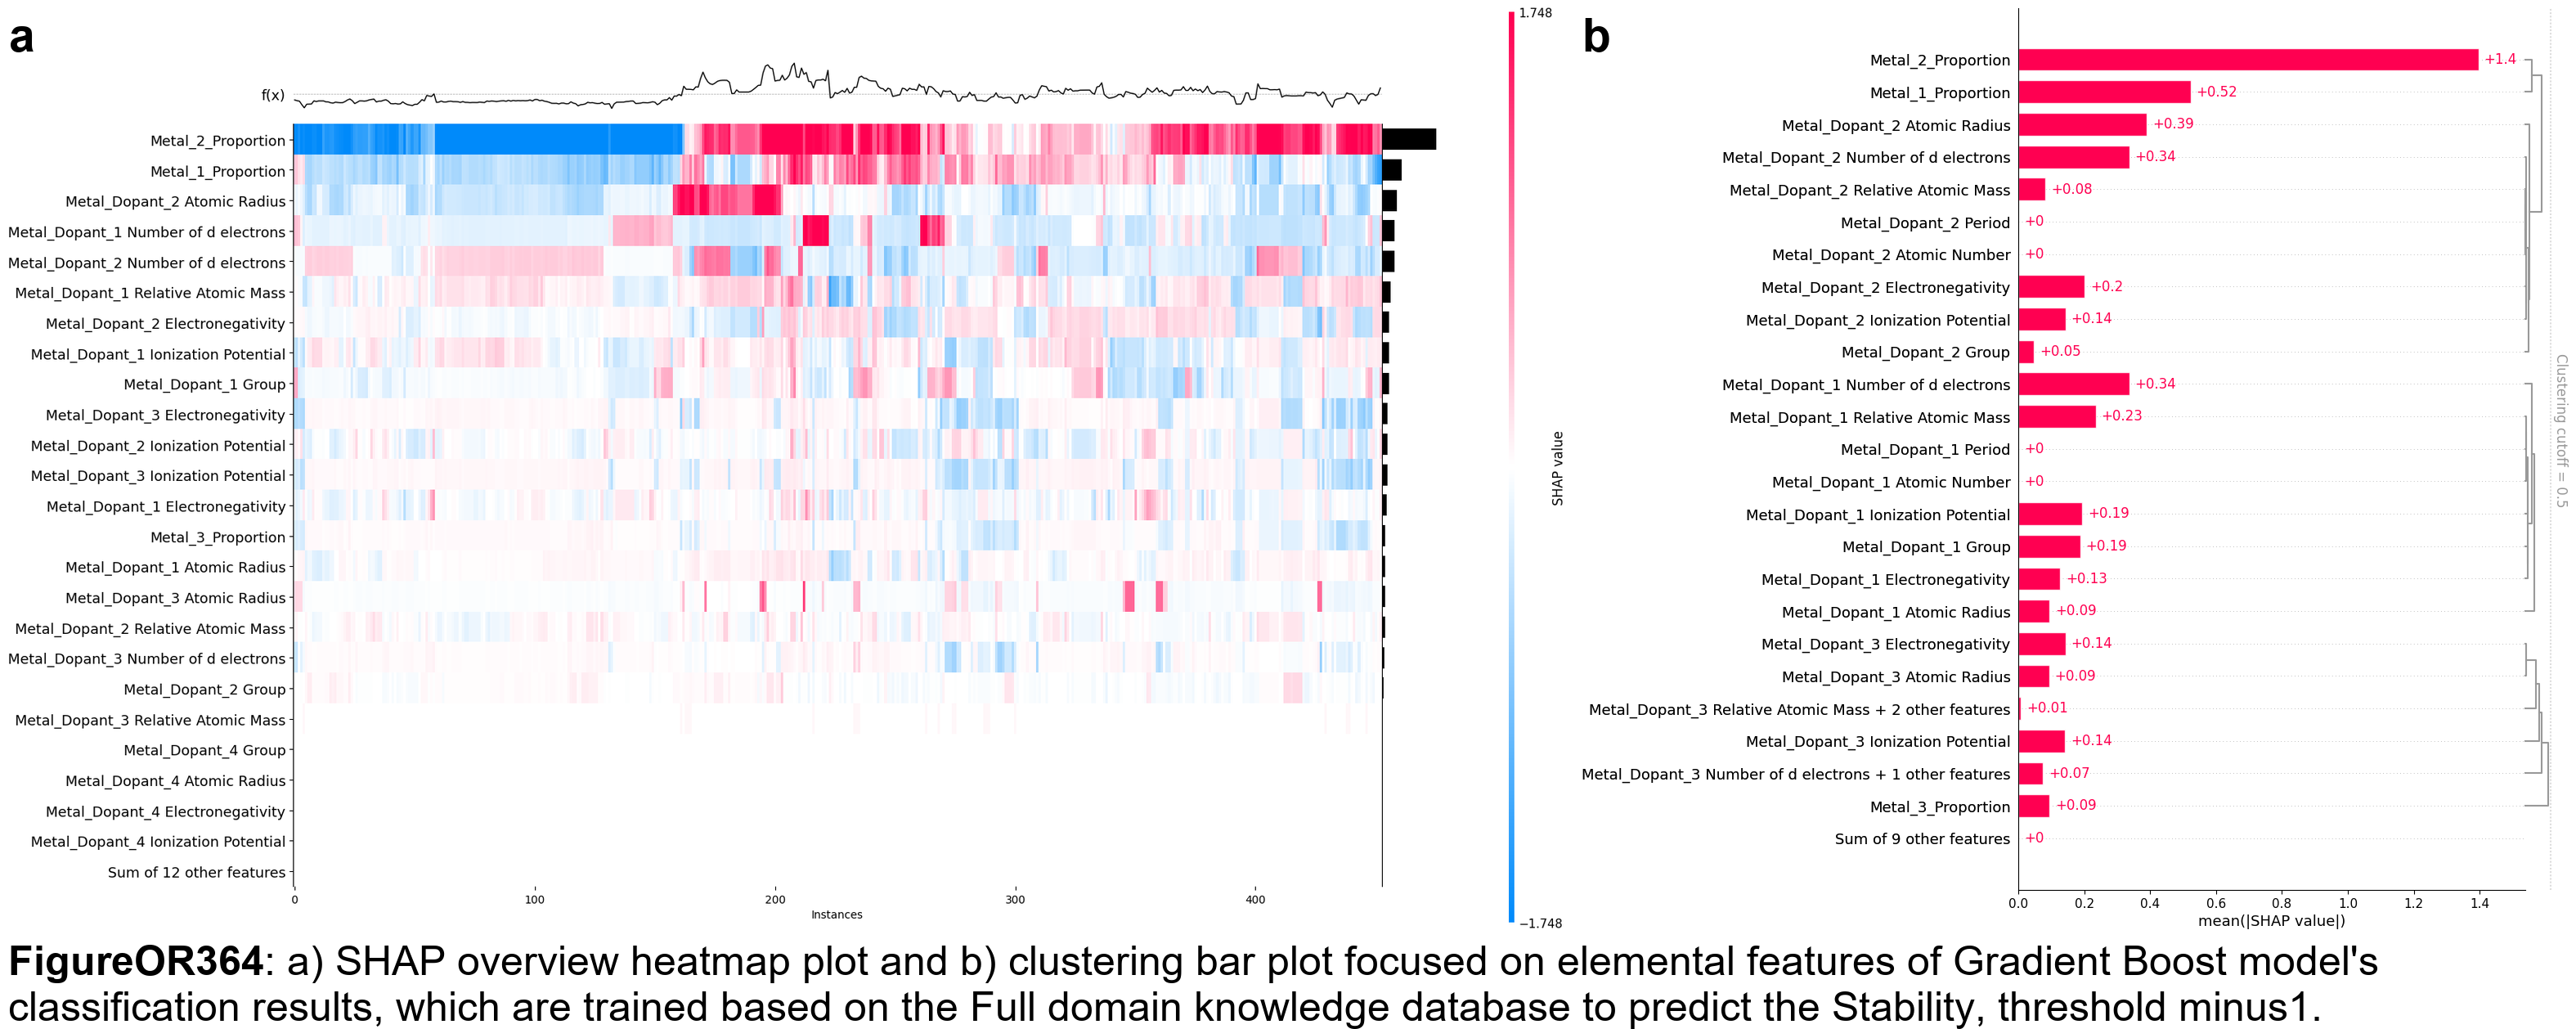 a
f(x)
Metal_2_Proportion
Metal_1_Proportion
Metal_Dopant_2 Atomic Radius
Metal_Dopant_1 Number of d electrons
Metal_Dopant_2 Number of d electrons
Metal_Dopant_1 Relative Atomic Mass
Metal_Dopant_2 Electronegativity
Metal_Dopant_1 Ionization Potential
Metal_Dopant_1 Group
Metal_Dopant_3 Electronegativity
Metal_Dopant_2 Ionization Potential
Metal_Dopant_3 Ionization Potential
Metal_Dopant_1 Electronegativity
Metal_3_Proportion
Metal_Dopant_1 Atomic Radius
Metal_Dopant_3 Atomic Radius
Metal_Dopant_2 Relative Atomic Mass
Metal_Dopant_3 Number of d electrons
Metal_Dopant_2 Group
Metal_Dopant_3 Relative Atomic Mass
Metal_Dopant_4 Group
Metal_Dopant_4 Atomic Radius
Metal_Dopant_4 Electronegativity
Metal_Dopant_4 Ionization Potential
Sum of 12 other features
0 100 200 300 400
Instances
1.748
SHAP value
−1.748
b
Metal_2_Proportion +1.4
Metal_1_Proportion +0.52
Metal_Dopant_2 Atomic Radius +0.39
Metal_Dopant_2 Number of d electrons +0.34
Metal_Dopant_2 Relative Atomic Mass +0.08
Metal_Dopant_2 Period +0
Metal_Dopant_2 Atomic Number +0
Metal_Dopant_2 Electronegativity +0.2
Metal_Dopant_2 Ionization Potential +0.14
Metal_Dopant_2 Group +0.05
Metal_Dopant_1 Number of d electrons +0.34
Metal_Dopant_1 Relative Atomic Mass +0.23
Metal_Dopant_1 Period +0
Metal_Dopant_1 Atomic Number +0
Metal_Dopant_1 Ionization Potential +0.19
Metal_Dopant_1 Group +0.19
Metal_Dopant_1 Electronegativity +0.13
Metal_Dopant_1 Atomic Radius +0.09
Metal_Dopant_3 Electronegativity +0.14
Metal_Dopant_3 Atomic Radius +0.09
Metal_Dopant_3 Relative Atomic Mass + 2 other features +0.01
Metal_Dopant_3 Ionization Potential +0.14
Metal_Dopant_3 Number of d electrons + 1 other features +0.07
Metal_3_Proportion +0.09
Sum of 9 other features +0
0.0 0.2 0.4 0.6 0.8 1.0 1.2 1.4
mean(|SHAP value|)
Clustering cutoff = 0.5
FigureOR364: a) SHAP overview heatmap plot and b) clustering bar plot focused on elemental features of Gradient Boost model's
classification results, which are trained based on the Full domain knowledge database to predict the Stability, threshold minus1.